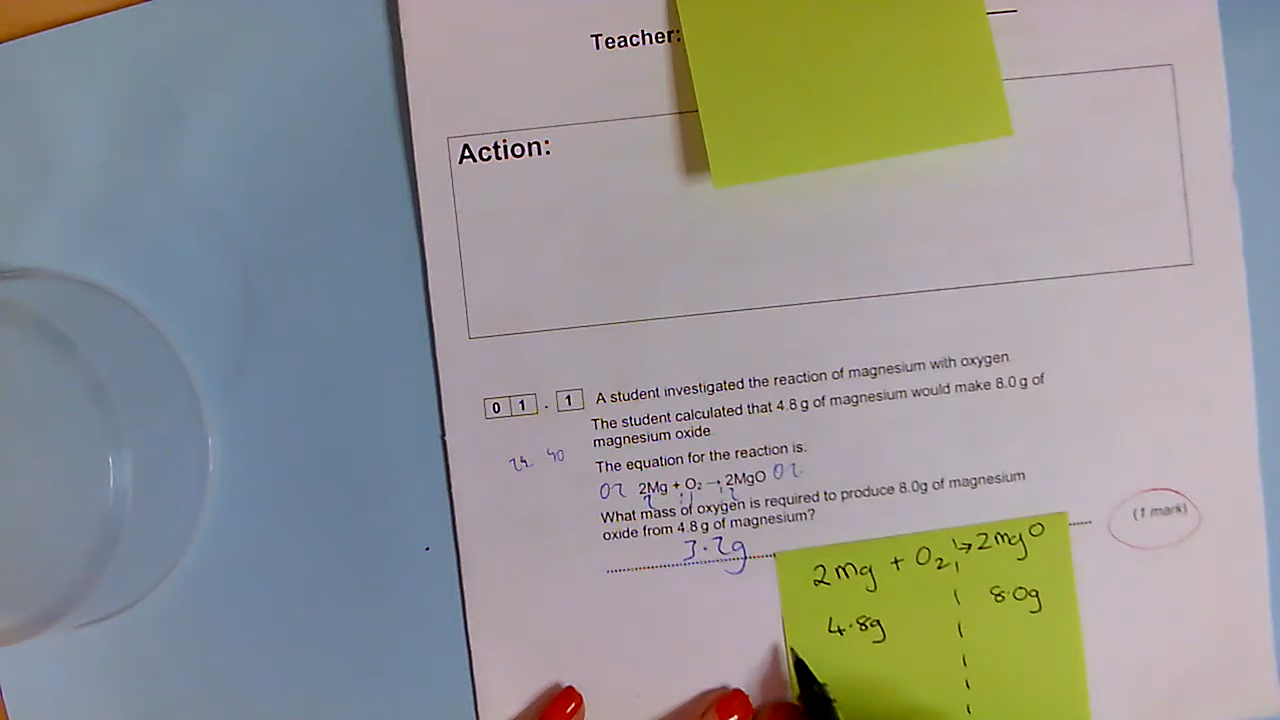 Teacher:
Action:
0 1 . 1 A student investigated the reaction of magnesium with oxygen.
The student calculated that 4.8 g of magnesium would make 8.0 g of
magnesium oxide.
24 40
The equation for the reaction is:
2Mg + O₂ → 2MgO
What mass of oxygen is required to produce 8.0g of magnesium
oxide from 4.8 g of magnesium?
(1 mark)
3.2g
2Mg + O₂ → 2MgO
4.8g 8.0g